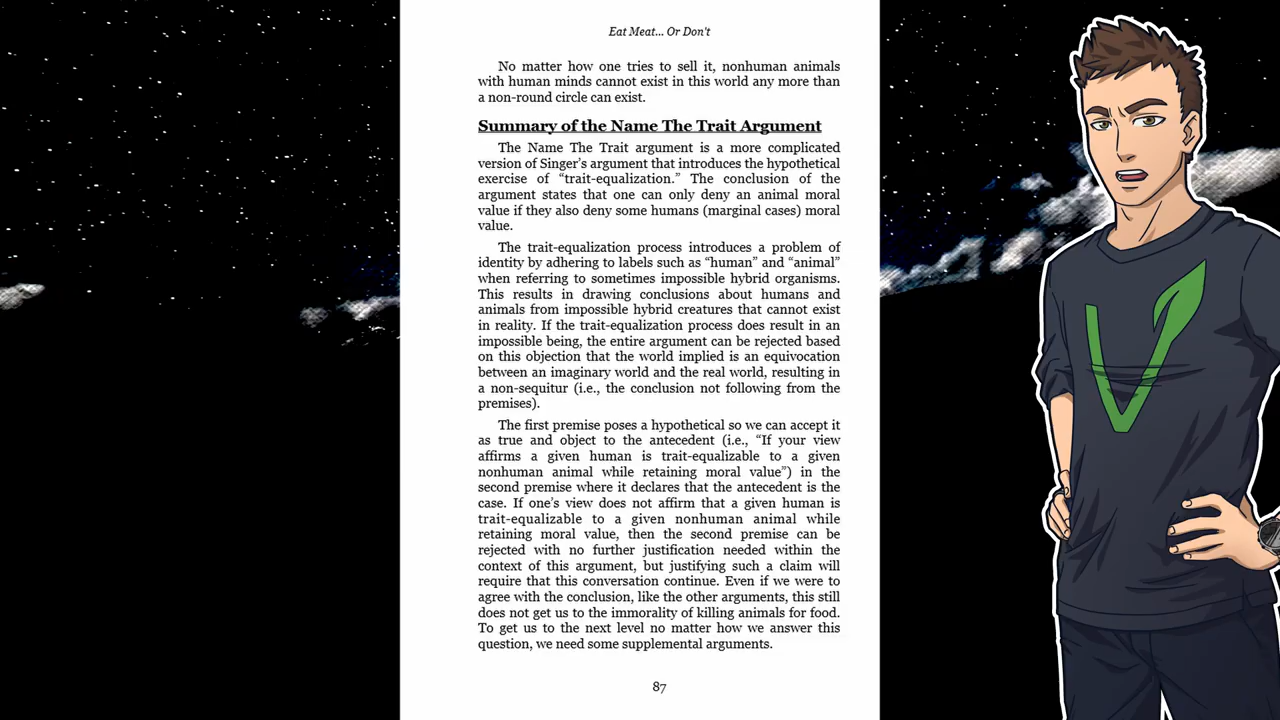 Eat Meat... Or Don't
No matter how one tries to sell it, nonhuman animals
with human minds cannot exist in this world any more than
a non-round circle can exist.
Summary of the Name The Trait Argument
The Name The Trait argument is a more complicated
version of Singer's argument that introduces the hypothetical
exercise of “trait-equalization.” The conclusion of the
argument states that one can only deny an animal moral
value if they also deny some humans (marginal cases) moral
value.
The trait-equalization process introduces a problem of
identity by adhering to labels such as “human” and “animal”
when referring to sometimes impossible hybrid organisms.
This results in drawing conclusions about humans and
animals from impossible hybrid creatures that cannot exist
in reality. If the trait-equalization process does result in an
impossible being, the entire argument can be rejected based
on this objection that the world implied is an equivocation
between an imaginary world and the real world, resulting in
a non-sequitur (i.e., the conclusion not following from the
premises).
The first premise poses a hypothetical so we can accept it
as true and object to the antecedent (i.e., “If your view
affirms a given human is trait-equalizable to a given
nonhuman animal while retaining moral value”) in the
second premise where it declares that the antecedent is the
case. If one's view does not affirm that a given human is
trait-equalizable to a given nonhuman animal while
retaining moral value, then the second premise can be
rejected with no further justification needed within the
context of this argument, but justifying such a claim will
require that this conversation continue. Even if we were to
agree with the conclusion, like the other arguments, this still
does not get us to the immorality of killing animals for food.
To get us to the next level no matter how we answer this
question, we need some supplemental arguments.
87
V